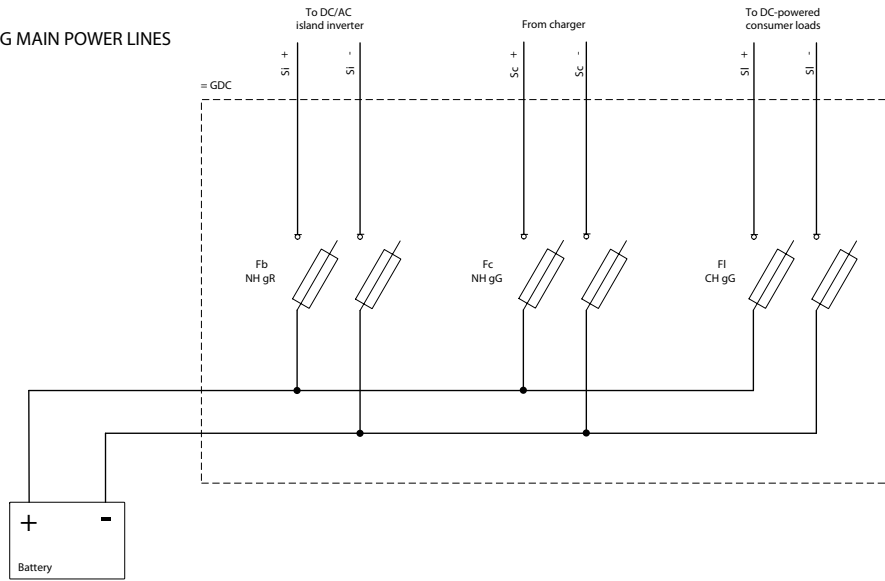 To DC/AC
island inverter
From charger
To DC-powered
consumer loads
G MAIN POWER LINES
Si + Si - Sc + Sc - Sl + Sl -
= GDC
Fb
NH gR
Fc
NH gG
Fl
CH gG
+ -
Battery